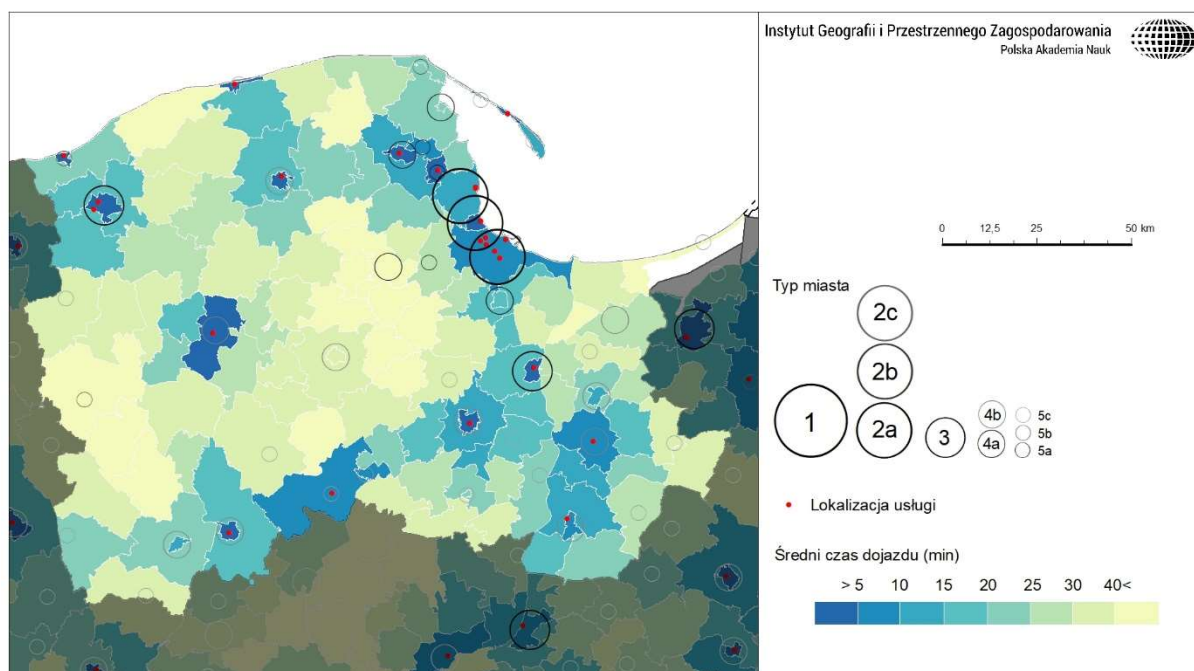 Instytut Geografii i Przestrzennego Zagospodarowania
Polska Akademia Nauk
0 12,5 25 50 km
Typ miasta
2c
2b
1 2a 3 4b 4a 5c 5b 5a
Lokalizacja usługi
Średni czas dojazdu (min)
> 5 10 15 20 25 30 40<